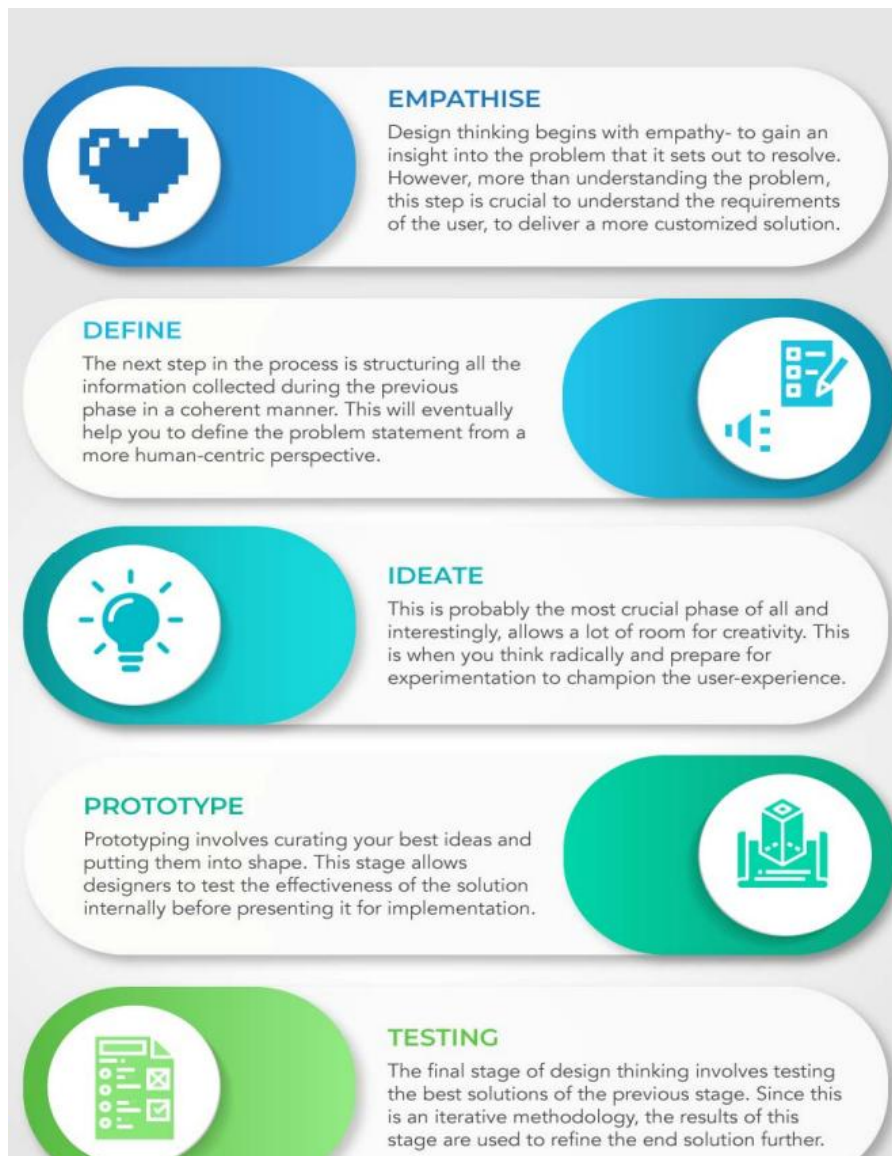 EMPATHISE
Design thinking begins with empathy- to gain an
insight into the problem that it sets out to resolve.
However, more than understanding the problem,
this step is crucial to understand the requirements
of the user, to deliver a more customized solution.
DEFINE
The next step in the process is structuring all the
information collected during the previous
phase in a coherent manner. This will eventually
help you to define the problem statement from a
more human-centric perspective.
IDEATE
This is probably the most crucial phase of all and
interestingly, allows a lot of room for creativity. This
is when you think radically and prepare for
experimentation to champion the user-experience.
PROTOTYPE
Prototyping involves curating your best ideas and
putting them into shape. This stage allows
designers to test the effectiveness of the solution
internally before presenting it for implementation.
TESTING
The final stage of design thinking involves testing
the best solutions of the previous stage. Since this
is an iterative methodology, the results of this
stage are used to refine the end solution further.